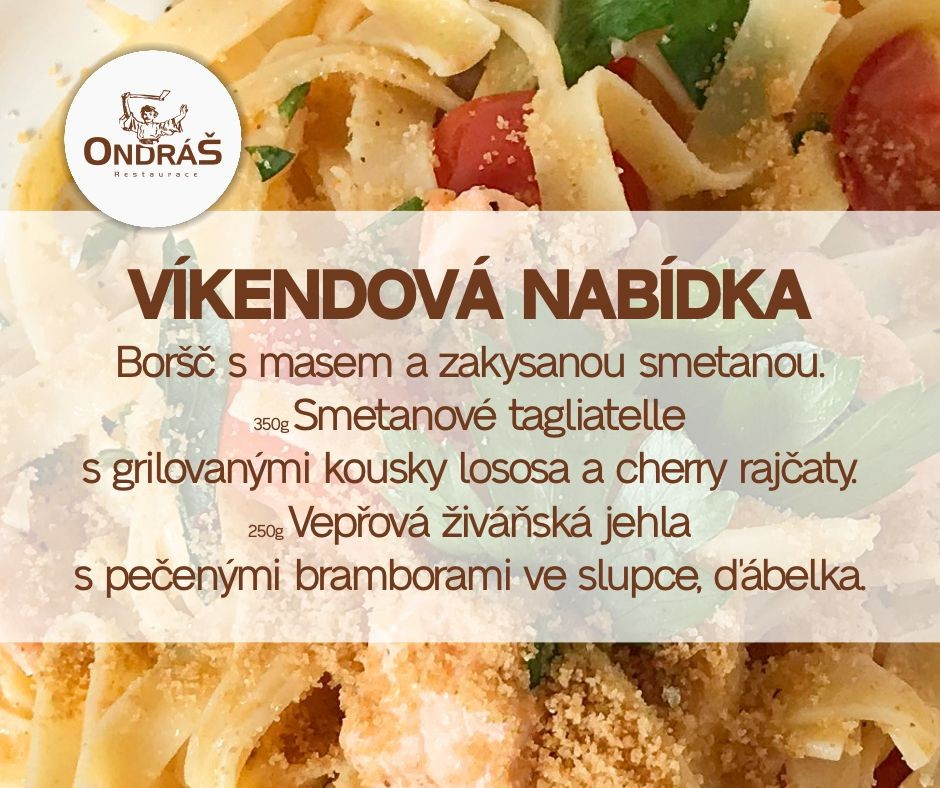 ONDRÁŠ
Restaurace
VÍKENDOVÁ NABÍDKA
Boršč s masem a zakysanou smetanou.
350g Smetanové tagliatelle
s grilovanými kousky lososa a cherry rajčaty.
250g Vepřová živáňská jehla
s pečenými bramborami ve slupce, ďábelka.